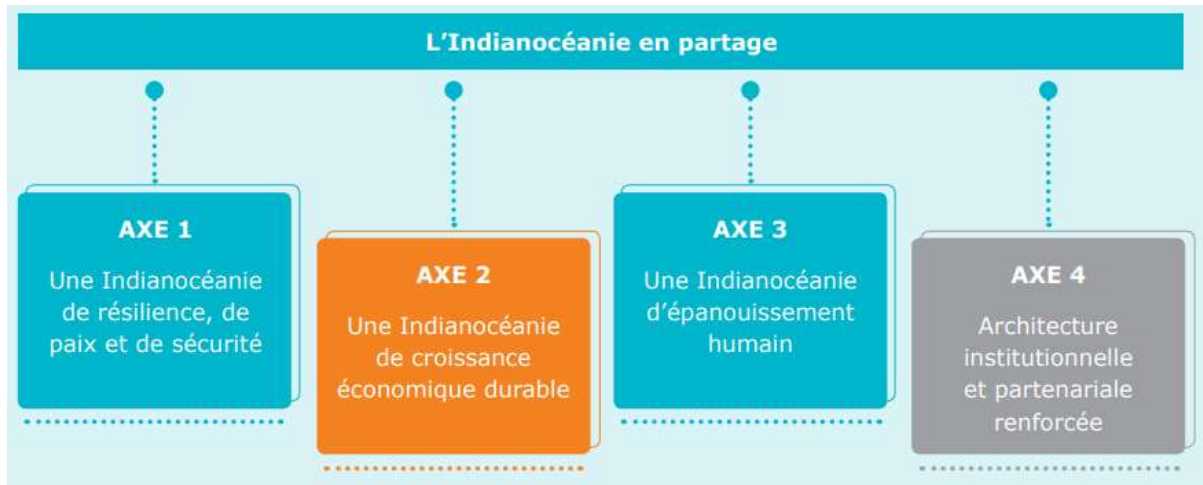 L'Indianocéanie en partage
AXE 1
Une Indianocéanie
de résilience, de
paix et de sécurité
AXE 2
Une Indianocéanie
de croissance
économique durable
AXE 3
Une Indianocéanie
d'épanouissement
humain
AXE 4
Architecture
institutionnelle
et partenariale
renforcée